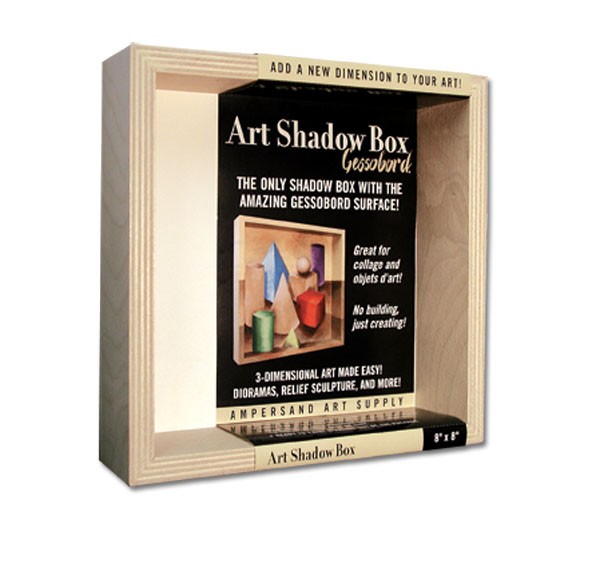 ADD A NEW DIMENSION TO YOUR ART!
Art Shadow Box
Gessobord
THE ONLY SHADOW BOX WITH THE
AMAZING GESSOBORD SURFACE!
Great for
collage and
objets d'art!
No building,
just creating!
3-DIMENSIONAL ART MADE EASY!
DIORAMAS, RELIEF SCULPTURE, AND MORE!
AMPERSAND ART SUPPLY
Art Shadow Box
8" x 8"